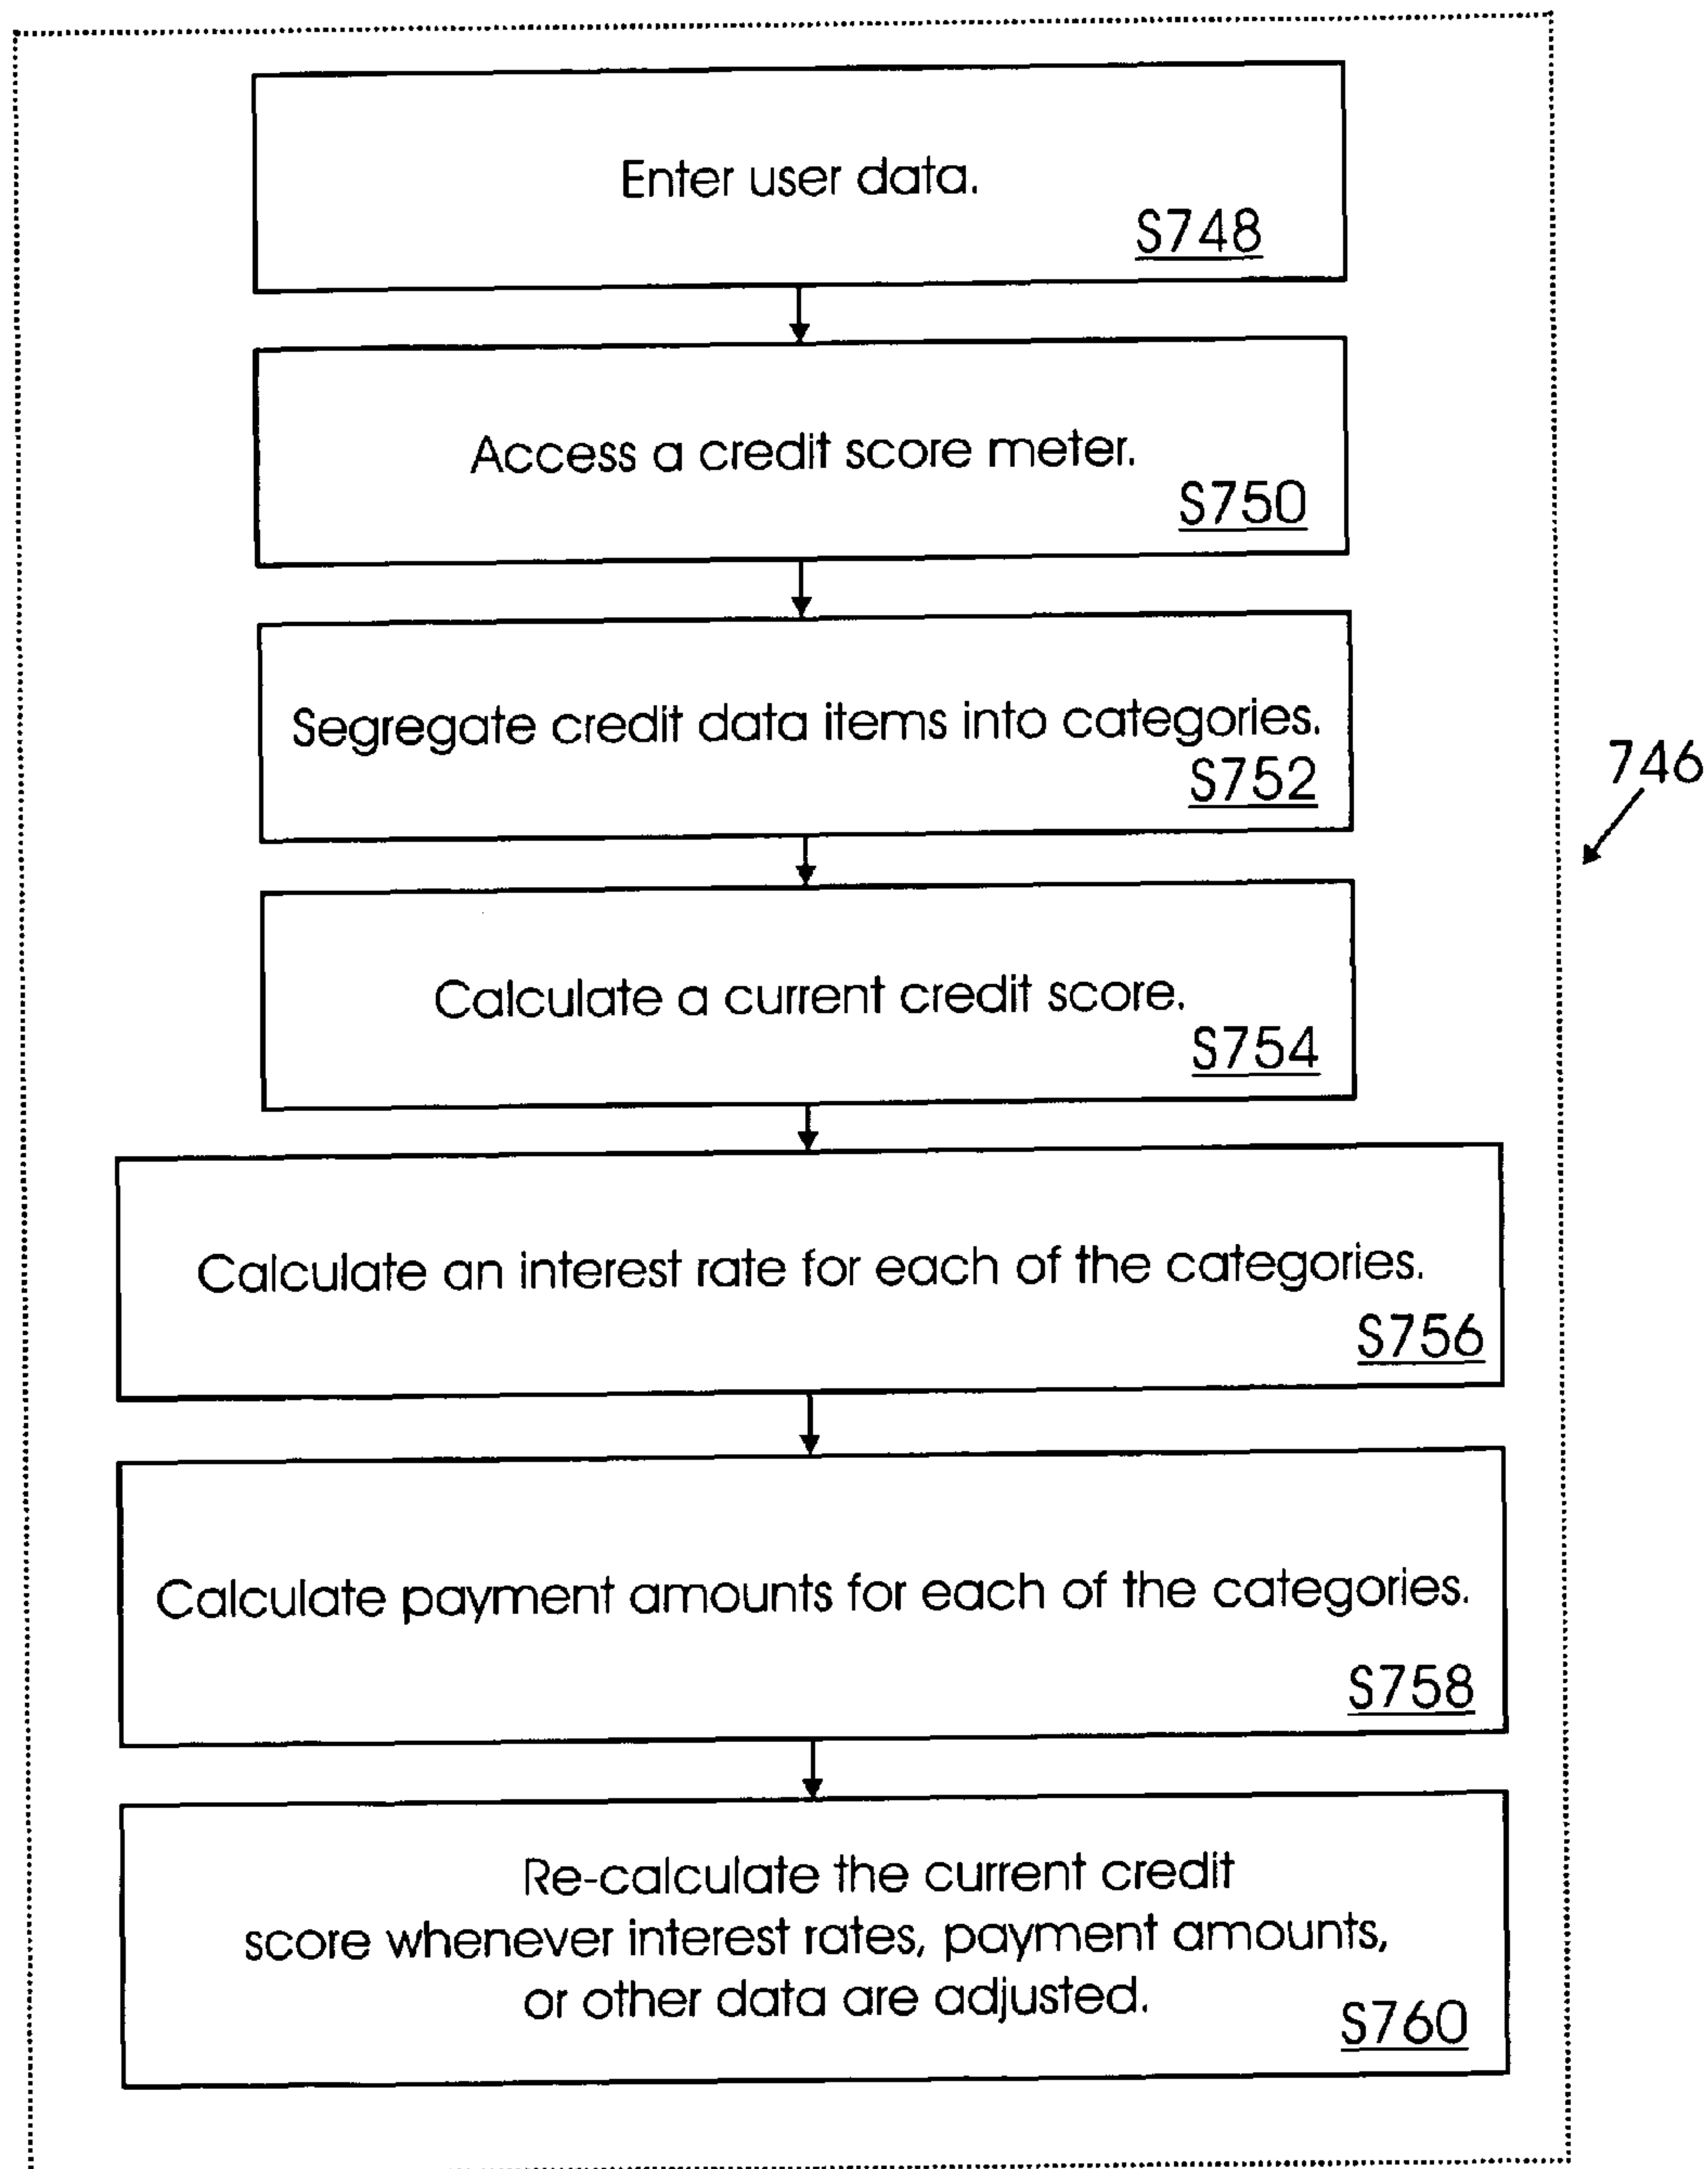 Enter user data.
S748
Access a credit score meter.
S750
Segregate credit data items into categories.
S752
746
Calculate a current credit score.
S754
Calculate an interest rate for each of the categories.
S756
Calculate payment amounts for each of the categories.
S758
Re-calculate the current credit
score whenever interest rates, payment amounts,
or other data are adjusted.
S760